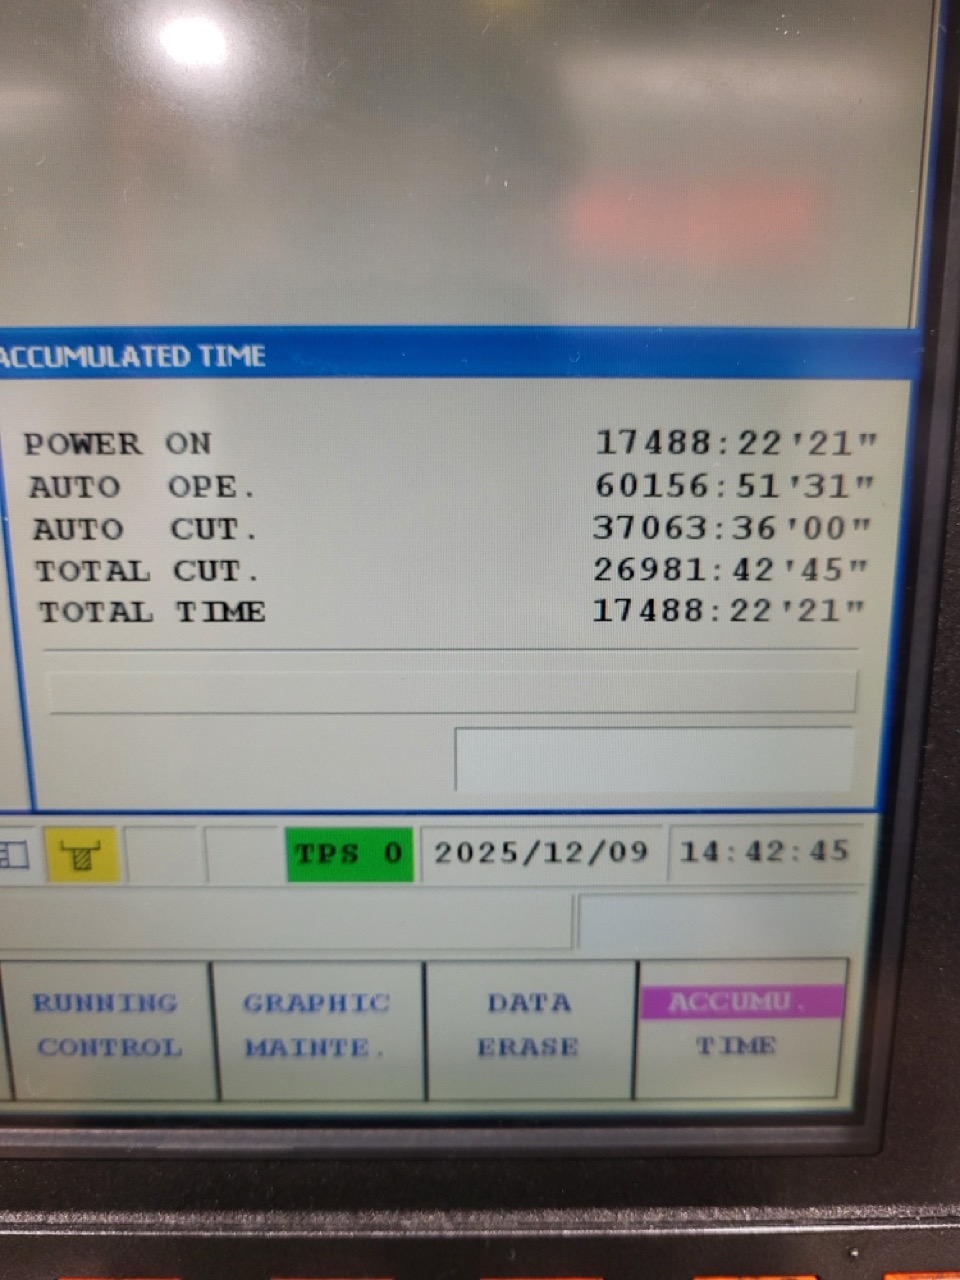 ACCUMULATED TIME
POWER ON 17488:22'21"
AUTO OPE. 60156:51'31"
AUTO CUT. 37063:36'00"
TOTAL CUT. 26981:42'45"
TOTAL TIME 17488:22'21"
TPS 0 2025/12/09 14:42:45
RUNNING GRAPHIC DATA ACCUMU.
CONTROL MAINTE. ERASE TIME